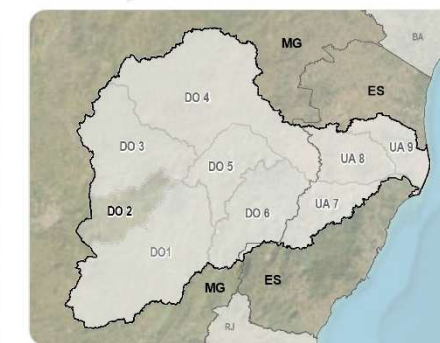 BA
MG
ES
DO 4
DO 3
UA 9
UA 8
DO 5
DO 2
DO 6
UA 7
DO1
MG
ES
RJ